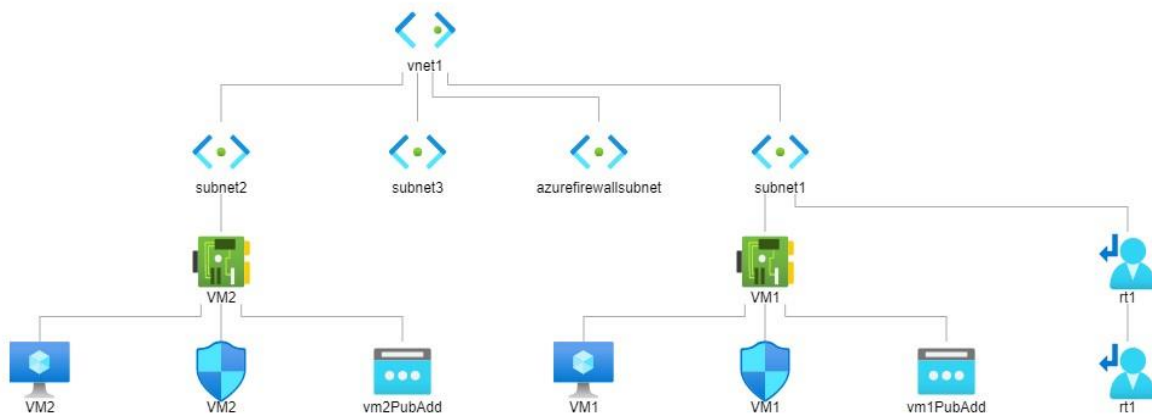 vnet1
subnet2 subnet3 azurefirewallsubnet subnet1
VM2 VM1 rt1
VM2 VM2 vm2PubAdd VM1 VM1 vm1PubAdd rt1